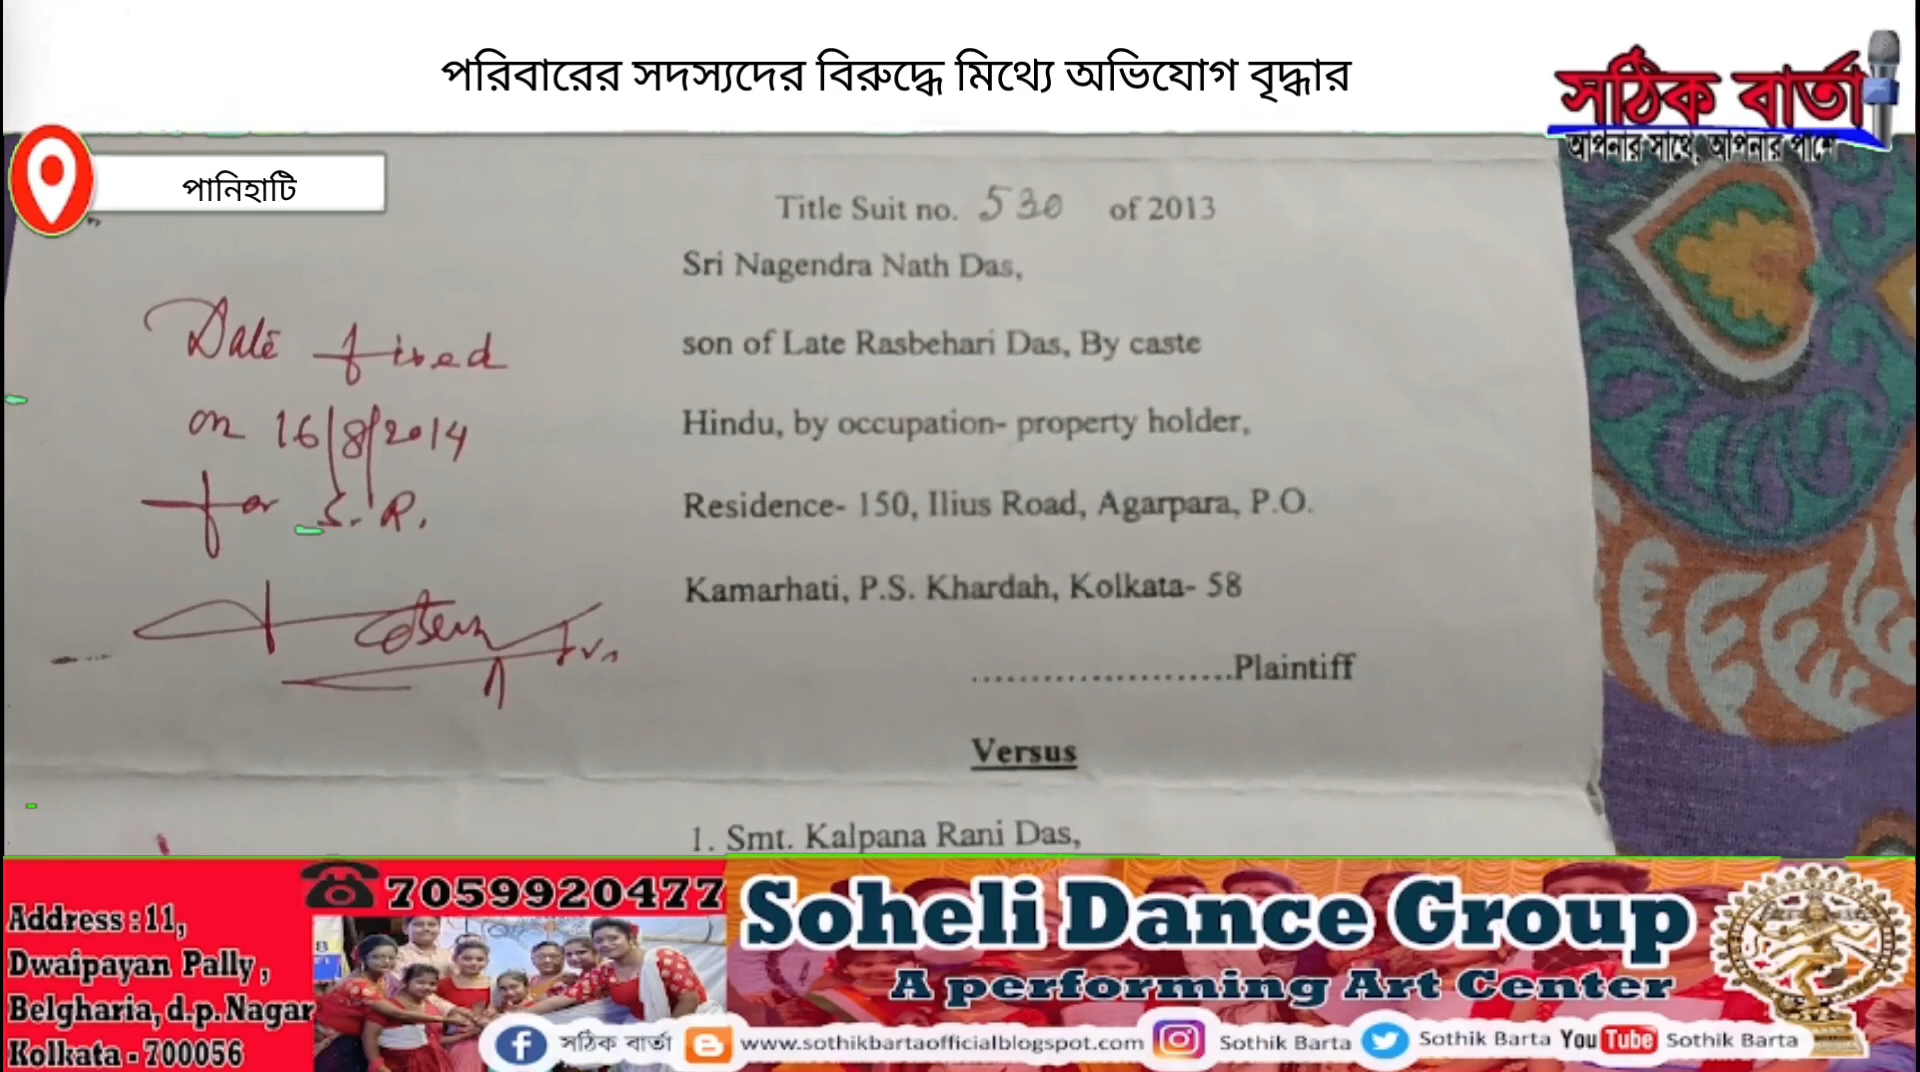 পরিবারের সদস্যদের বিরুদ্ধে মিথ্যে অভিযোগ বৃদ্ধার
সঠিক বার্তা
আপনার সাথে, আপনার পাশে
পানিহাটি
Title Suit no. 530 of 2013
Sri Nagendra Nath Das,
son of Late Rasbehari Das, By caste
Hindu, by occupation- property holder,
Residence- 150, Ilius Road, Agarpara, P.O.
Kamarhati, P.S. Khardah, Kolkata- 58
........................Plaintiff
Versus
1. Smt. Kalpana Rani Das,
Date fixed
on 16/8/2014
for S.R.
7059920477
Address : 11,
Dwaipayan Pally,
Belgharia, d.p.Nagar
Kolkata - 700056
Soheli Dance Group
A performing Art Center
সঠিক বার্তা www.sothikbartaofficialblogspot.com Sothik Barta Sothik Barta You Tube Sothik Barta